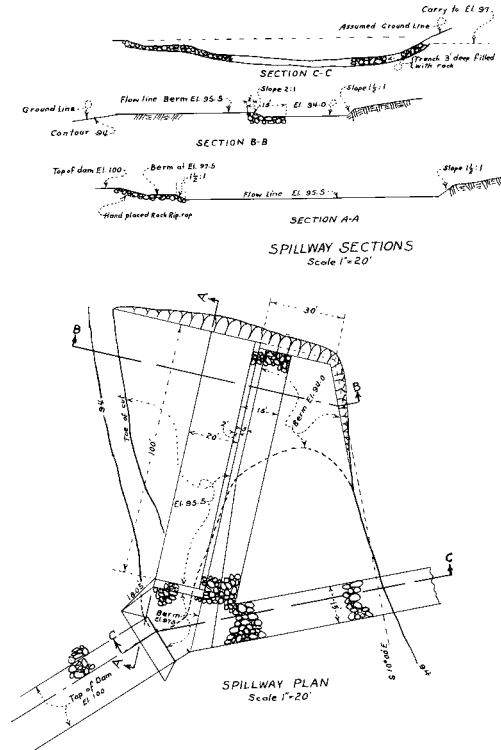 Carry to El. 97.
Assumed Ground Line
Trench 3' deep filled
with rock
SECTION C-C
Slope 2:1
Ground Line
Flow line Berm El. 95.5
15'
El. 94.0
Slope 1½:1
Contour 94
SECTION B-B
Top of dam El. 100
Berm at El. 97.5
1½:1
Slope 1½:1
Flow Line El. 95.5
Hand placed Rock Rip-rap
SECTION A-A
SPILLWAY SECTIONS
Scale 1"=20'
A
30'
B
B
94
Toe of cut
100'
20'
15'
Berm El. 94.0
El. 95.5
C
180.5
15'
Berm
El. 97.5
C
A
Top of Dam
El. 100
94
SPILLWAY PLAN
Scale 1"=20'